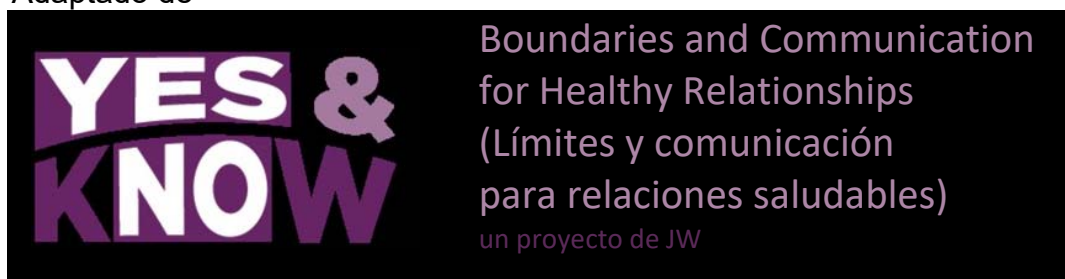 Adaptado de
YES &
KNOW
Boundaries and Communication
for Healthy Relationships
(Límites y comunicación
para relaciones saludables)
un proyecto de JW